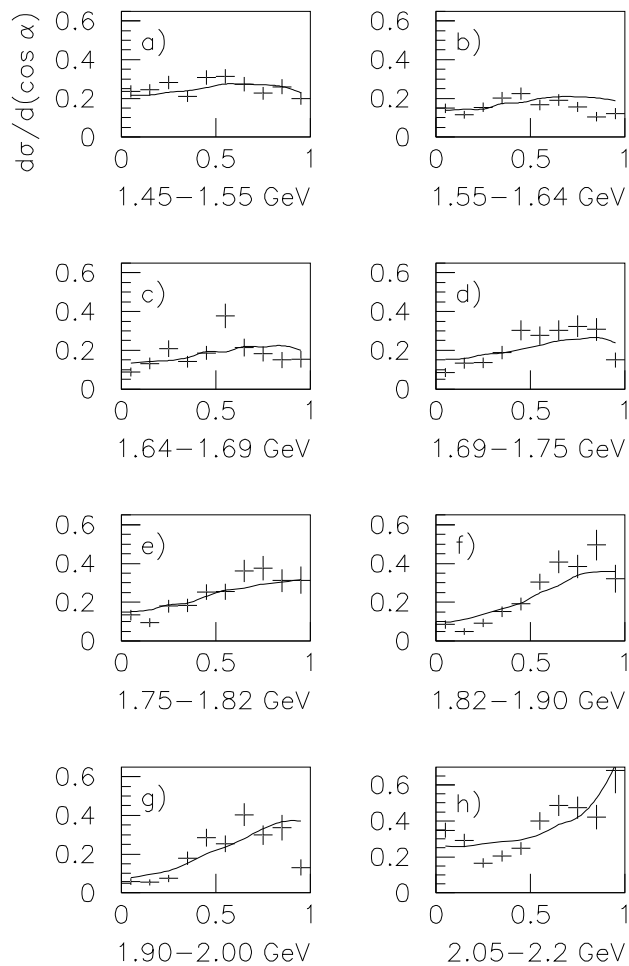 dσ/d(cos α)
0.6
0.4
0.2
0
a)
0 0.5 1
1.45–1.55 GeV
0.6
0.4
0.2
0
b)
0 0.5 1
1.55–1.64 GeV
0.6
0.4
0.2
0
c)
0 0.5 1
1.64–1.69 GeV
0.6
0.4
0.2
0
d)
0 0.5 1
1.69–1.75 GeV
0.6
0.4
0.2
0
e)
0 0.5 1
1.75–1.82 GeV
0.6
0.4
0.2
0
f)
0 0.5 1
1.82–1.90 GeV
0.6
0.4
0.2
0
g)
0 0.5 1
1.90–2.00 GeV
0.6
0.4
0.2
0
h)
0 0.5 1
2.05–2.2 GeV